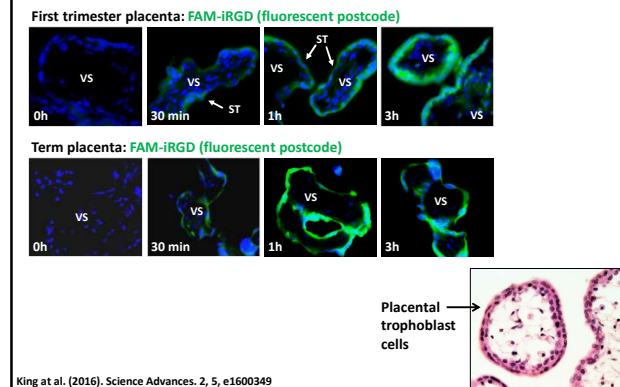 First trimester placenta: FAM-iRGD (fluorescent postcode)
VS
0h
VS
ST
30 min
ST
VS
VS
1h
VS
VS
3h
Term placenta: FAM-iRGD (fluorescent postcode)
VS
0h
VS
30 min
VS
1h
VS
3h
Placental
trophoblast
cells
King at al. (2016). Science Advances. 2, 5, e1600349